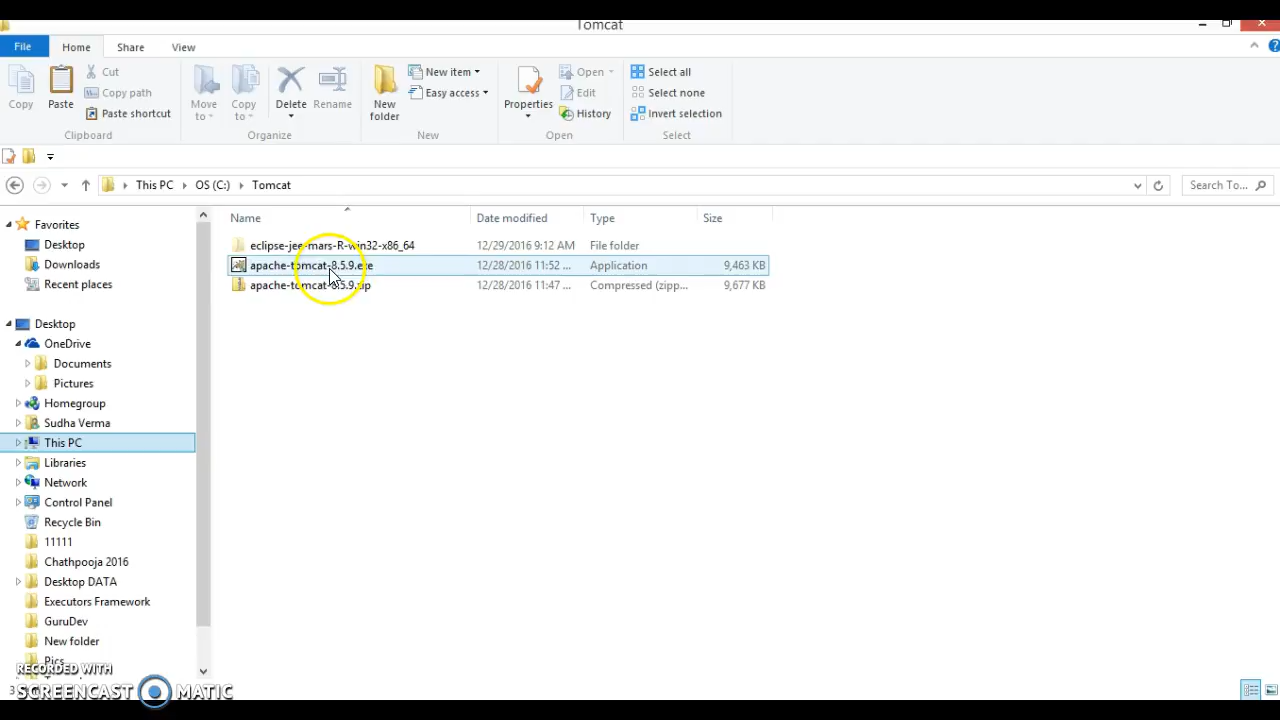 Tomcat
File Home Share View
Copy
Paste
Cut
Copy path
Paste shortcut
Clipboard
Move to
Copy to
Delete
Rename
Organize
New folder
New item
Easy access
New
Properties
Open
Edit
History
Open
Select all
Select none
Invert selection
Select
This PC OS (C:) Tomcat
Search To...
Name Date modified Type Size
eclipse-jee-mars-R-win32-x86_64 12/29/2016 9:12 AM File folder
apache-tomcat-8.5.9.exe 12/28/2016 11:52 ... Application 9,463 KB
apache-tomcat-8.5.9.zip 12/28/2016 11:47 ... Compressed (zipp... 9,677 KB
Favorites
Desktop
Downloads
Recent places
Desktop
OneDrive
Documents
Pictures
Homegroup
Sudha Verma
This PC
Libraries
Network
Control Panel
Recycle Bin
11111
Chathpooja 2016
Desktop DATA
Executors Framework
GuruDev
New folder
Pics
RECORDED WITH
SCREENCAST MATIC